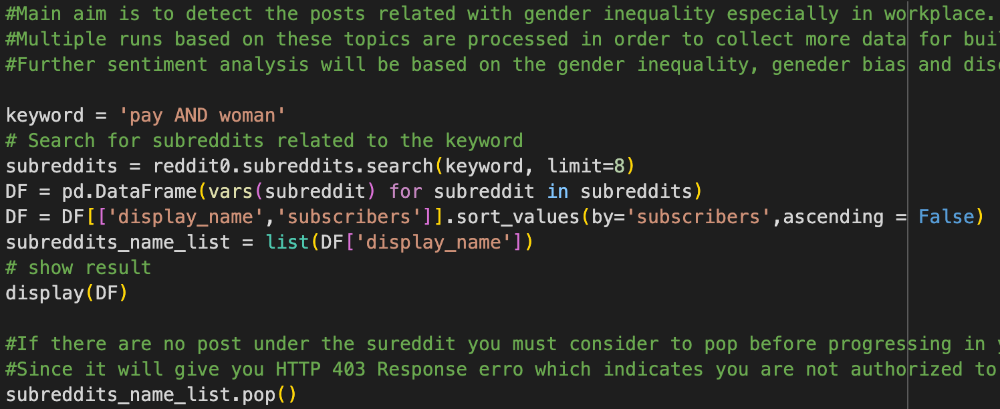 #Main aim is to detect the posts related with gender inequality especially in workplace.
#Multiple runs based on these topics are processed in order to collect more data for
#Further sentiment analysis will be based on the gender inequality, geneder bias and

keyword = 'pay AND woman'
# Search for subreddits related to the keyword
subreddits = reddit0.subreddits.search(keyword, limit=8)
DF = pd.DataFrame(vars(subreddit) for subreddit in subreddits)
DF = DF[['display_name','subscribers']].sort_values(by='subscribers',ascending = False)
subreddits_name_list = list(DF['display_name'])
# show result
display(DF)

#If there are no post under the sureddit you must consider to pop before progressing in
#Since it will give you HTTP 403 Response erro which indicates you are not authorized to
subreddits_name_list.pop()